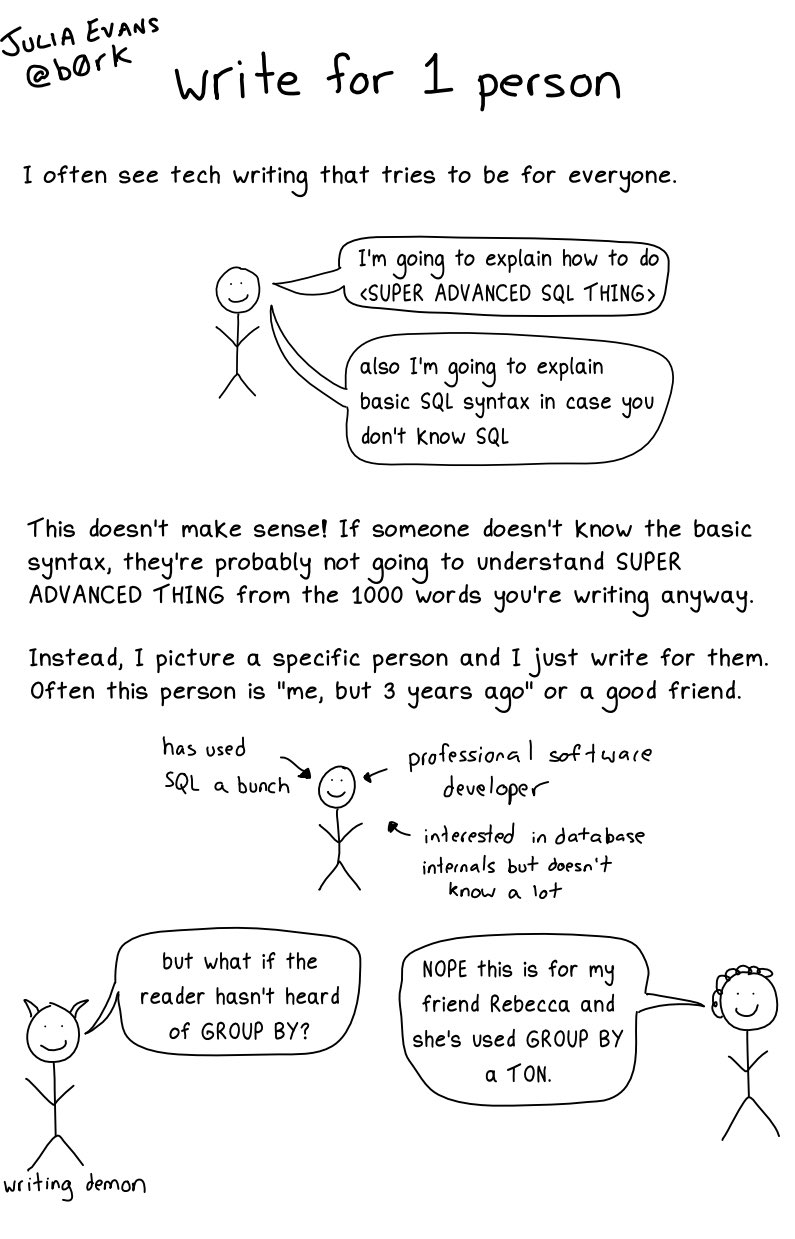 JULIA EVANS
@b0rk
write for 1 person
I often see tech writing that tries to be for everyone.
I'm going to explain how to do
<SUPER ADVANCED SQL THING>
also I'm going to explain
basic SQL syntax in case you
don't know SQL
This doesn't make sense! If someone doesn't know the basic
syntax, they're probably not going to understand SUPER
ADVANCED THING from the 1000 words you're writing anyway.
Instead, I picture a specific person and I just write for them.
Often this person is "me, but 3 years ago" or a good friend.
has used
SQL a bunch
professional software
developer
interested in database
internals but doesn't
know a lot
but what if the
reader hasn't heard
of GROUP BY?
NOPE this is for my
friend Rebecca and
she's used GROUP BY
a TON.
writing demon